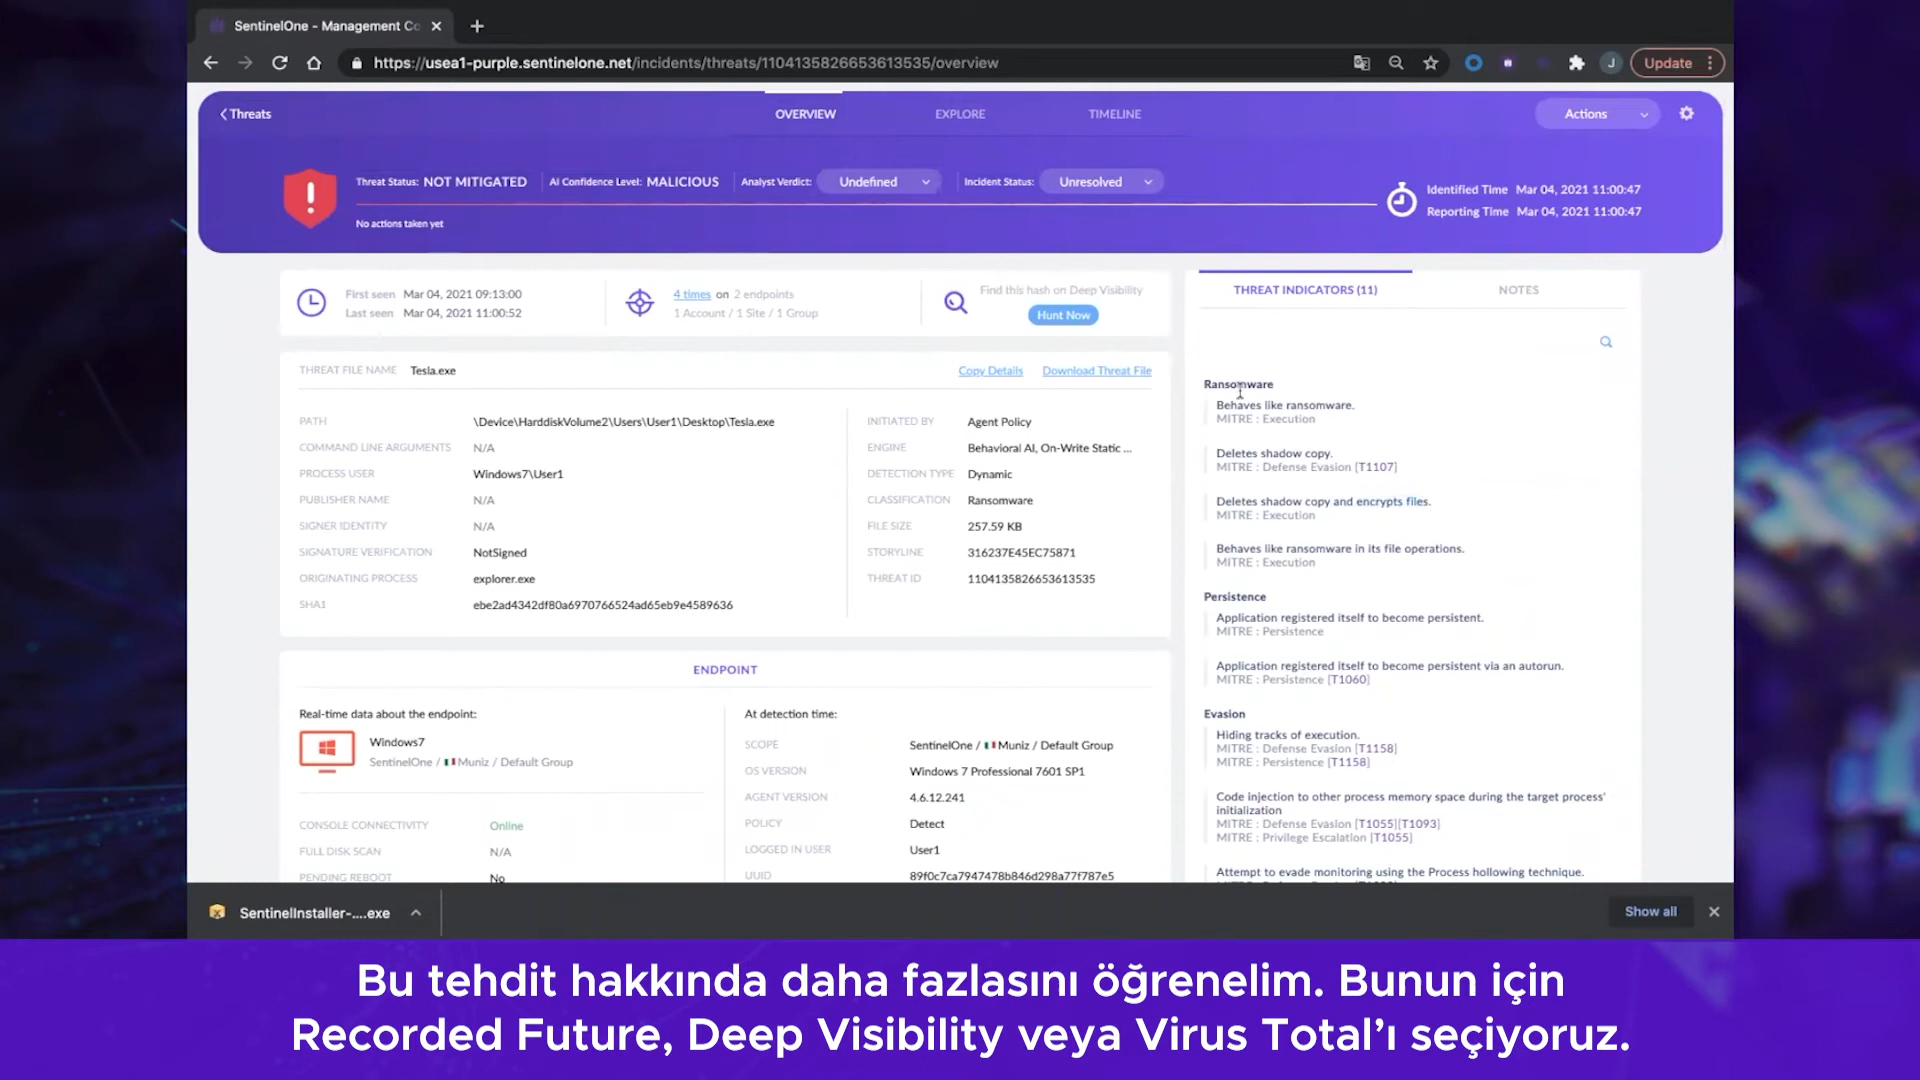 SentinelOne - Management Co
https://usea1-purple.sentinelone.net/incidents/threats/1104135826653613535/overview
J
Update
Threats
OVERVIEW
EXPLORE
TIMELINE
Actions
Threat Status: NOT MITIGATED
AI Confidence Level: MALICIOUS
Analyst Verdict: Undefined
Incident Status: Unresolved
Identified Time Mar 04, 2021 11:00:47
Reporting Time Mar 04, 2021 11:00:47
No actions taken yet
First seen Mar 04, 2021 09:13:00
Last seen Mar 04, 2021 11:00:52
4 times on 2 endpoints
1 Account / 1 Site / 1 Group
Find this hash on Deep Visibility
Hunt Now
THREAT FILE NAME Tesla.exe
Copy Details
Download Threat File
PATH \Device\HarddiskVolume2\Users\User1\Desktop\Tesla.exe
COMMAND LINE ARGUMENTS N/A
PROCESS USER Windows7\User1
PUBLISHER NAME N/A
SIGNER IDENTITY N/A
SIGNATURE VERIFICATION NotSigned
ORIGINATING PROCESS explorer.exe
SHA1 ebe2ad4342df80a6970766524ad65eb9e4589636
INITIATED BY Agent Policy
ENGINE Behavioral AI, On-Write Static ...
DETECTION TYPE Dynamic
CLASSIFICATION Ransomware
FILE SIZE 257.59 KB
STORYLINE 316237E45EC75871
THREAT ID 1104135826653613535
ENDPOINT
Real-time data about the endpoint:
Windows7
SentinelOne / Muniz / Default Group
CONSOLE CONNECTIVITY Online
FULL DISK SCAN N/A
PENDING REBOOT No
At detection time:
SCOPE SentinelOne / Muniz / Default Group
OS VERSION Windows 7 Professional 7601 SP1
AGENT VERSION 4.6.12.241
POLICY Detect
LOGGED IN USER User1
UUID 89f0c7ca7947478b846d298a77f787e5
THREAT INDICATORS (11)
NOTES
Ransomware
Behaves like ransomware.
MITRE : Execution
Deletes shadow copy.
MITRE : Defense Evasion [T1107]
Deletes shadow copy and encrypts files.
MITRE : Execution
Behaves like ransomware in its file operations.
MITRE : Execution
Persistence
Application registered itself to become persistent.
MITRE : Persistence
Application registered itself to become persistent via an autorun.
MITRE : Persistence [T1060]
Evasion
Hiding tracks of execution.
MITRE : Defense Evasion [T1158]
MITRE : Persistence [T1158]
Code injection to other process memory space during the target process'
initialization
MITRE : Defense Evasion [T1055][T1093]
MITRE : Privilege Escalation [T1055]
Attempt to evade monitoring using the Process hollowing technique.
SentinelInstaller-....exe
Show all
Bu tehdit hakkında daha fazlasını öğrenelim. Bunun için
Recorded Future, Deep Visibility veya Virus Total’ı seçiyoruz.